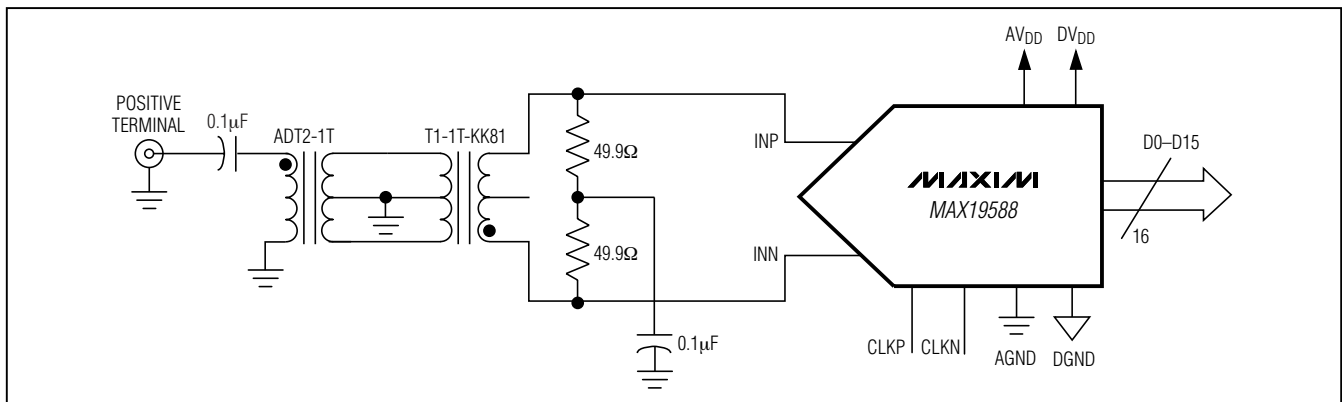 AVDD DVDD
POSITIVE
TERMINAL
0.1µF
ADT2-1T
T1-1T-KK81
49.9Ω
49.9Ω
0.1µF
INP
INN
MAXIM
MAX19588
D0–D15
16
CLKP CLKN
AGND DGND